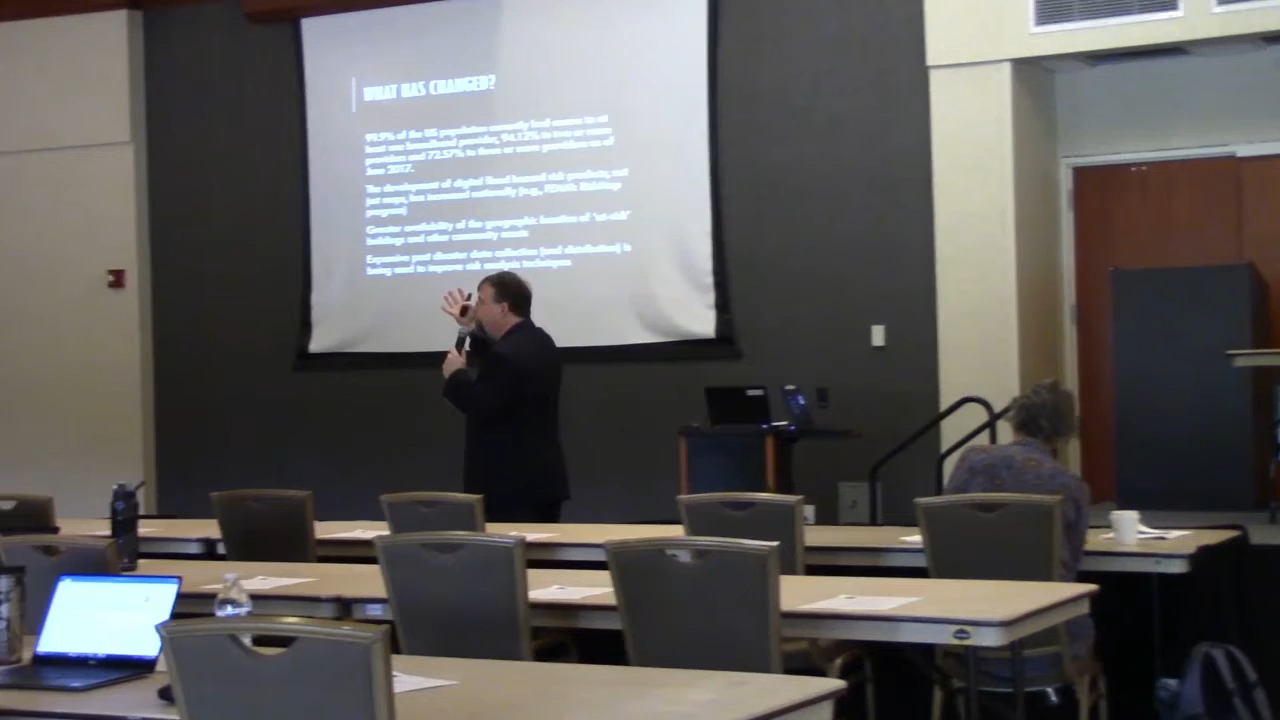 WHAT HAS CHANGED?
99.9% of the US population currently had access to at
least one broadband provider, 94.12% to two or more
providers and 72.57% to three or more providers as of
June 2017.
The development of digital flood hazard risk products, not
just maps, has increased nationally (e.g., FEMA's RiskMap
program)
Greater availability of the geographic location of 'at-risk'
buildings and other community assets
Expansive post disaster data collection (and distribution) is
being used to improve risk analysis techniques